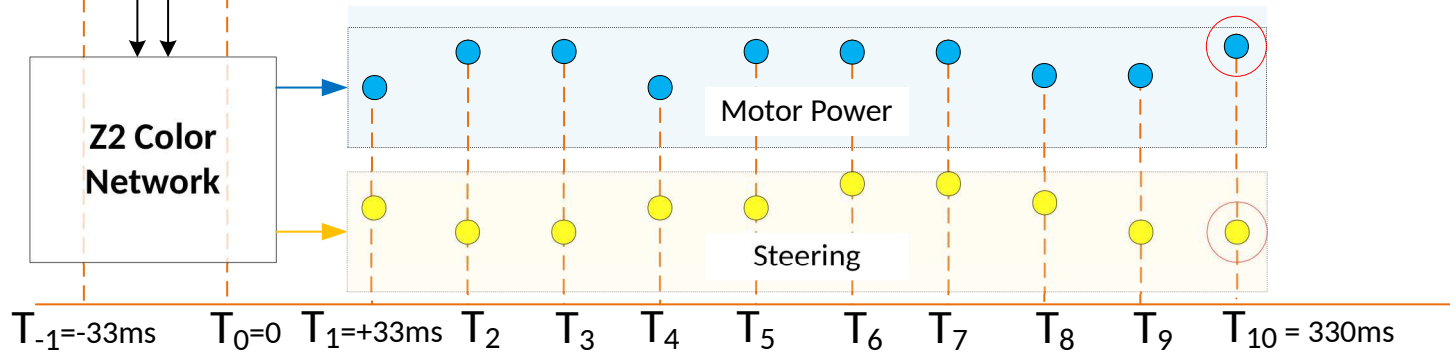 Z2 Color
Network
Motor Power
Steering
T-1=-33ms T0=0 T1=+33ms T2 T3 T4 T5 T6 T7 T8 T9 T10 = 330ms